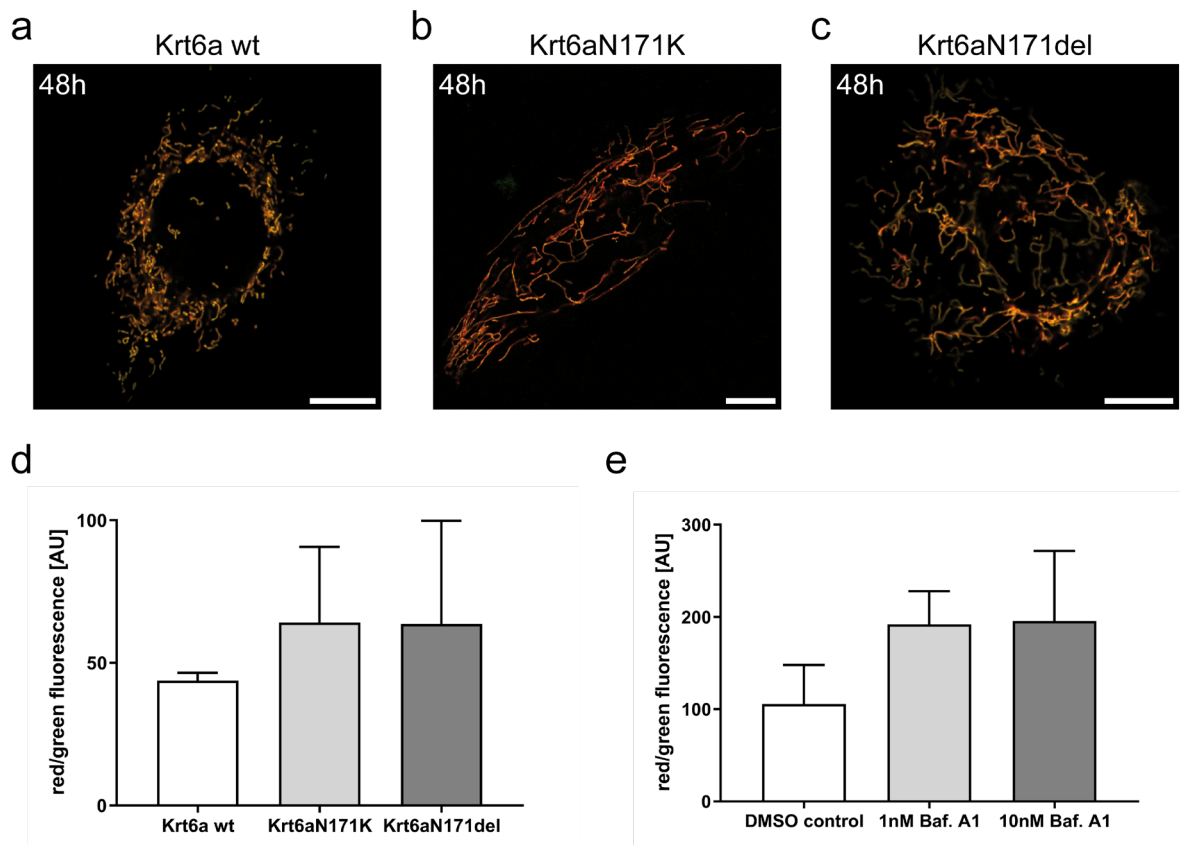 a
Krt6a wt
48h
b
Krt6aN171K
48h
c
Krt6aN171del
48h
d
red/green fluorescence [AU]
100
50
0
Krt6a wt
Krt6aN171K
Krt6aN171del
e
red/green fluorescence [AU]
300
200
100
0
DMSO control
1nM Baf. A1
10nM Baf. A1